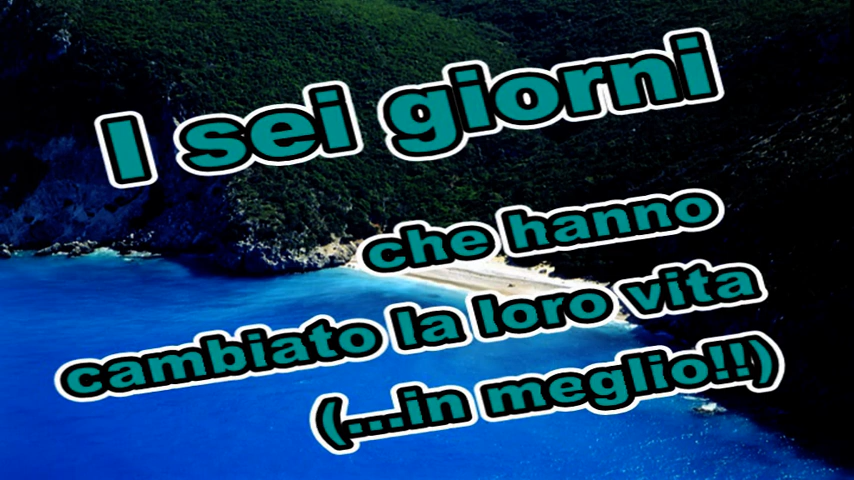 I sei giorni
che hanno
cambiato la loro vita
(...in meglio!!)